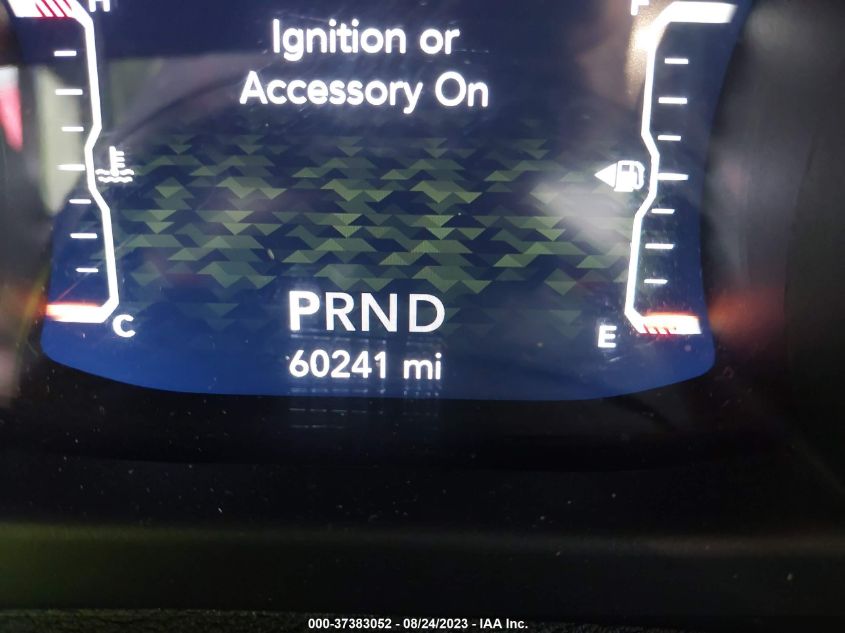 H F
Ignition or
Accessory On
PRND
C E
60241 mi
000-37383052 - 08/24/2023 - IAA Inc.